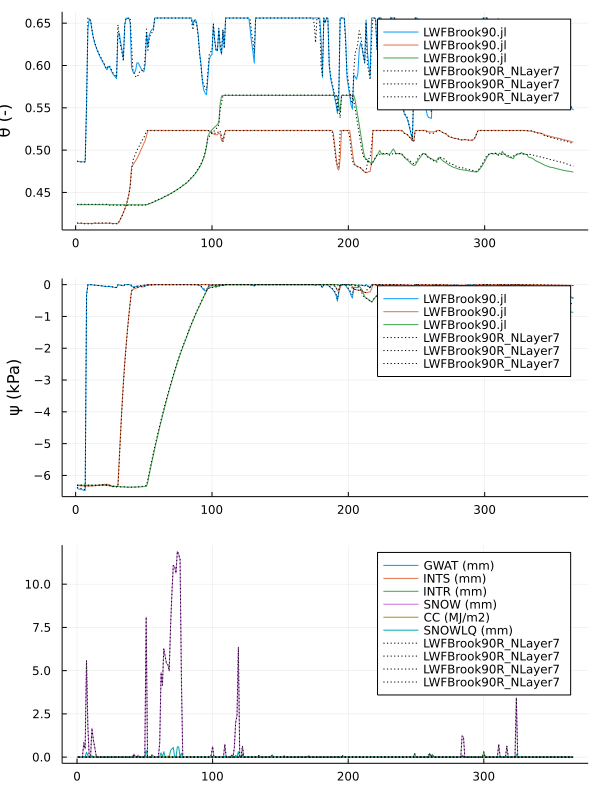 θ (-)
0.65
0.60
0.55
0.50
0.45
LWFBrook90.jl
LWFBrook90.jl
LWFBrook90.jl
LWFBrook90R_NLayer7
LWFBrook90R_NLayer7
LWFBrook90R_NLayer7
0 100 200 300
ψ (kPa)
0
−1
−2
−3
−4
−5
−6
LWFBrook90.jl
LWFBrook90.jl
LWFBrook90.jl
LWFBrook90R_NLayer7
LWFBrook90R_NLayer7
LWFBrook90R_NLayer7
0 100 200 300
10.0
7.5
5.0
2.5
0.0
GWAT (mm)
INTS (mm)
INTR (mm)
SNOW (mm)
CC (MJ/m2)
SNOWLQ (mm)
LWFBrook90R_NLayer7
LWFBrook90R_NLayer7
LWFBrook90R_NLayer7
LWFBrook90R_NLayer7
0 100 200 300